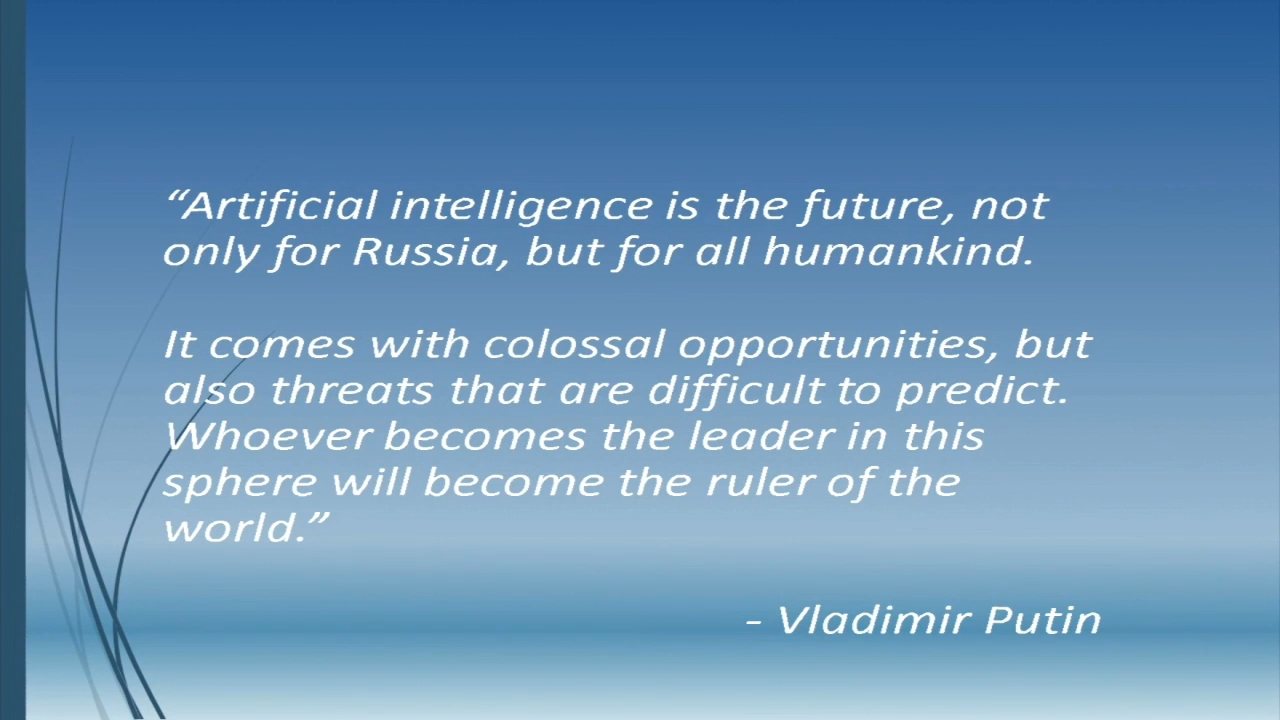 “Artificial intelligence is the future, not
only for Russia, but for all humankind.
It comes with colossal opportunities, but
also threats that are difficult to predict.
Whoever becomes the leader in this
sphere will become the ruler of the
world.”
- Vladimir Putin